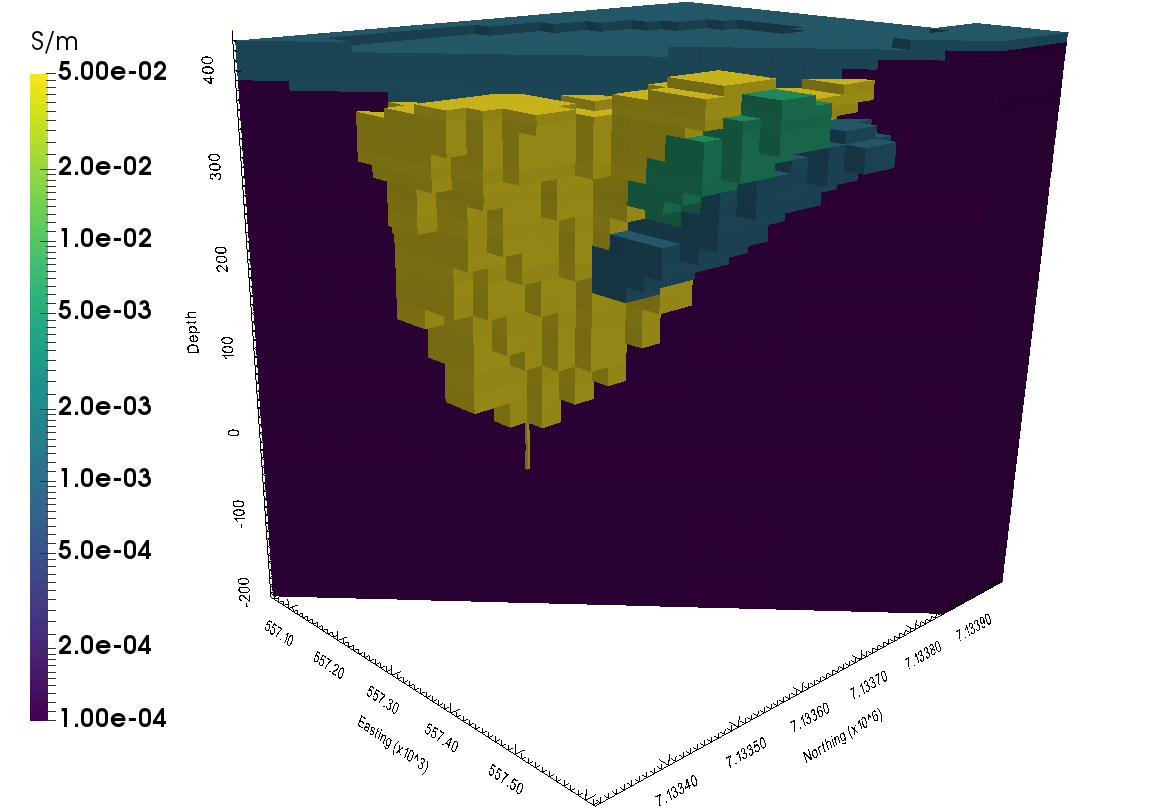 S/m
5.00e-02
2.0e-02
1.0e-02
5.0e-03
2.0e-03
1.0e-03
5.0e-04
2.0e-04
1.00e-04
400
300
200
100
0
-100
-200
Depth
557.10
557.20
557.30
557.40
557.50
Easting (x10^3)
7.13340
7.13350
7.13360
7.13370
7.13380
7.13390
Northing (x10^6)